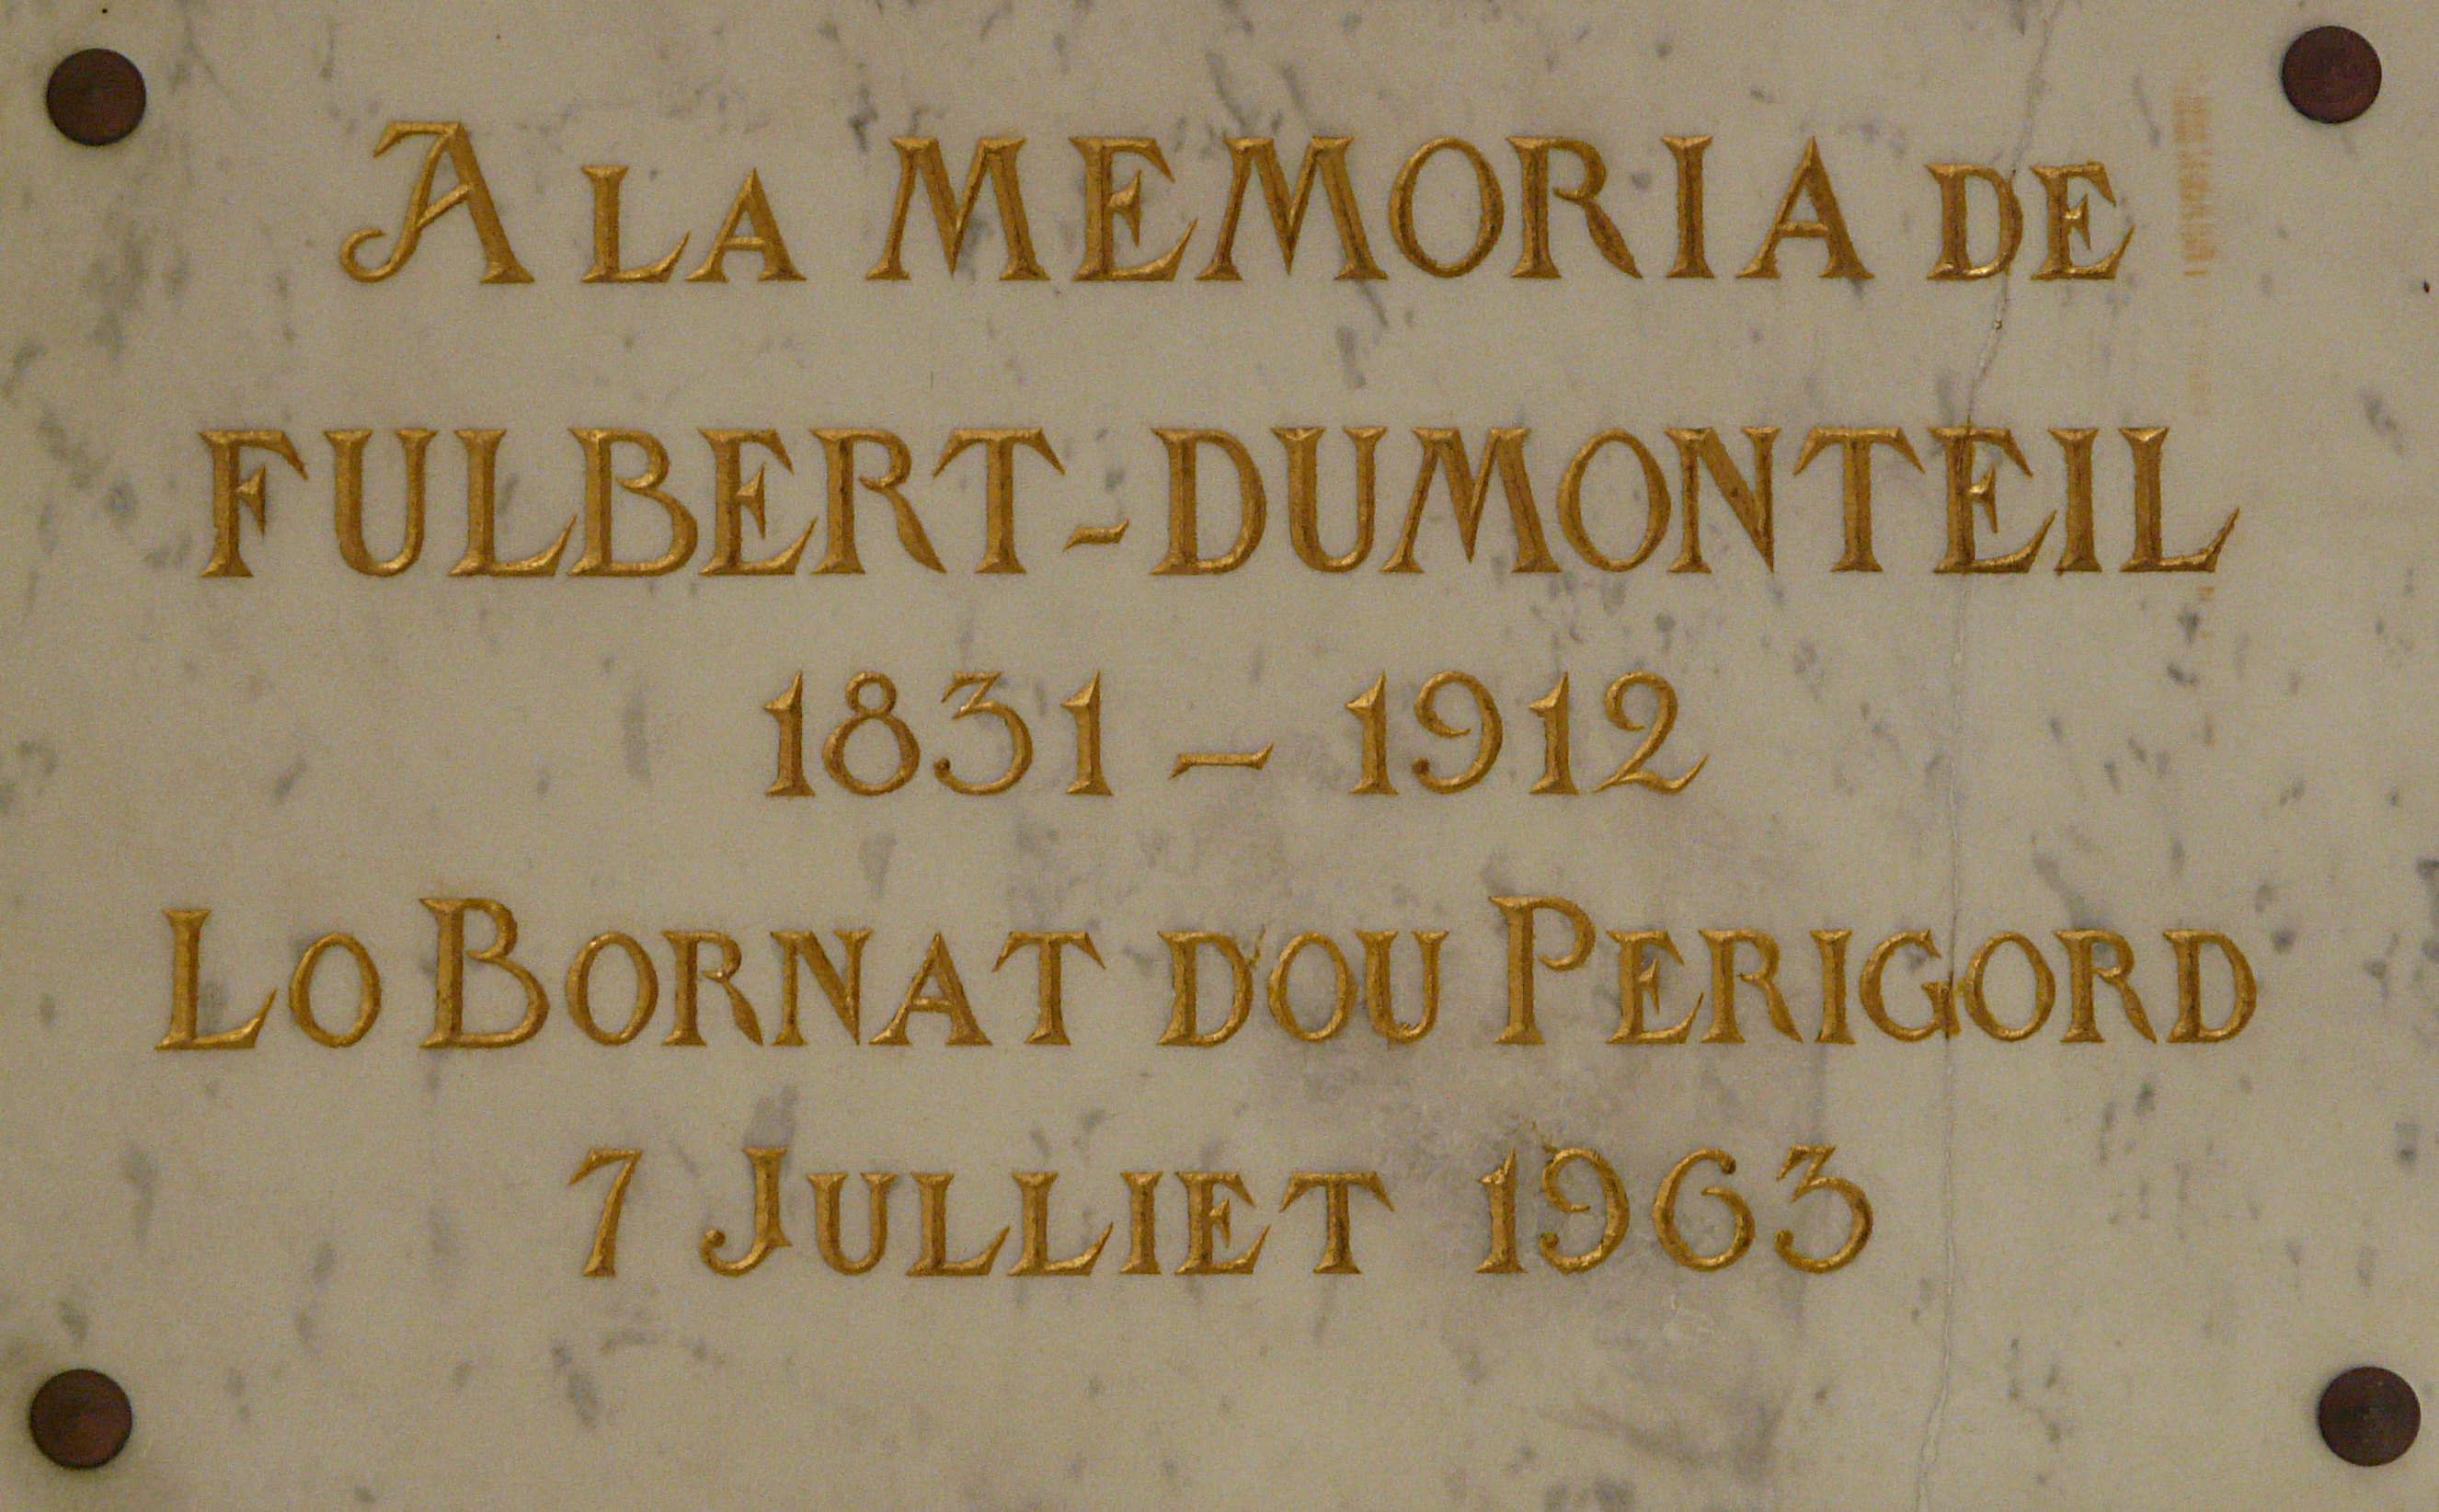 A LA MEMORIA DE
FULBERT-DUMONTEIL
1831 - 1912
LO BORNAT DOU PERIGORD
7 JULLIET 1963